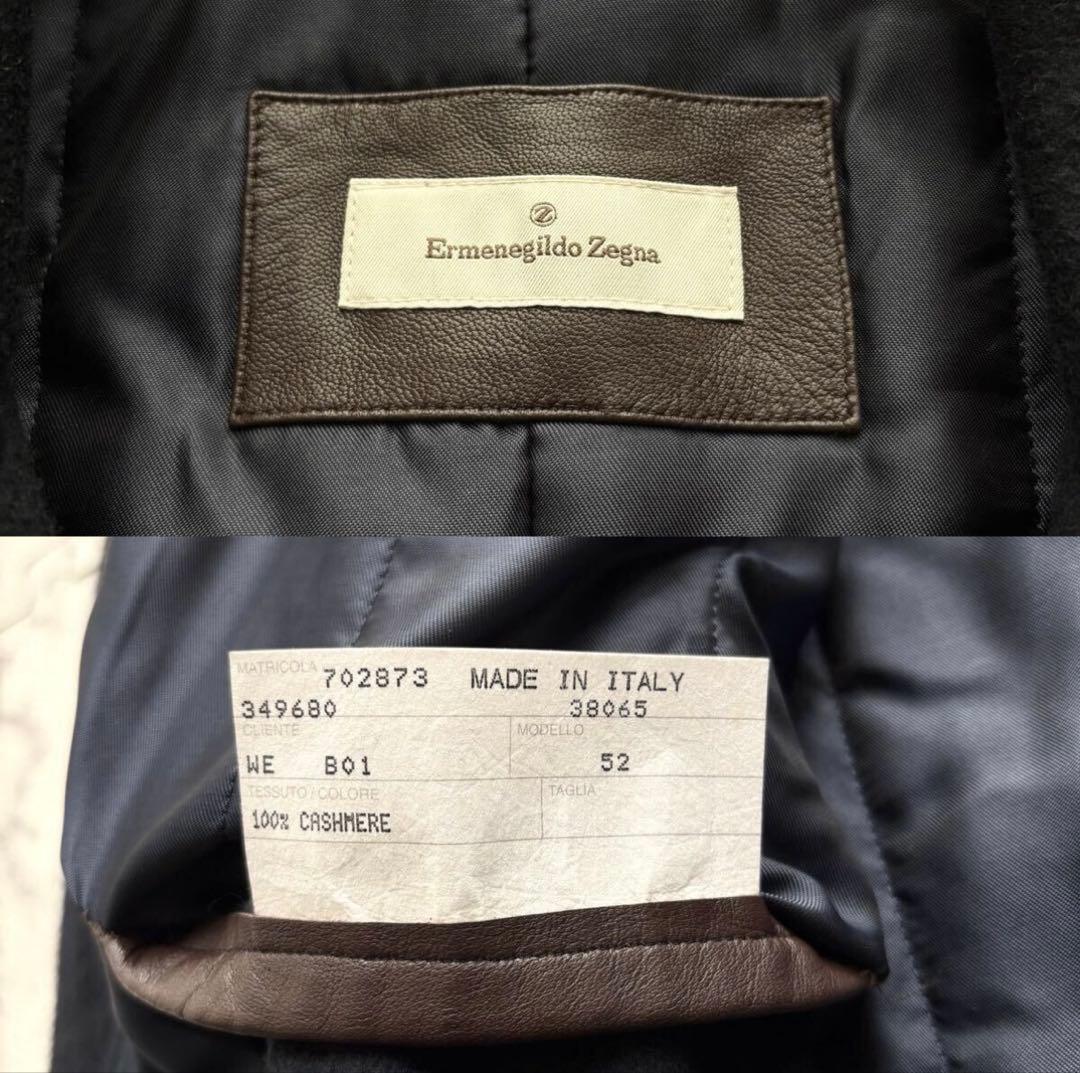 Z
Ermenegildo Zegna
MATRICOLA 702873 MADE IN ITALY
349680 38065
CLIENTE MODELLO
WE B01 52
TESSUTO/COLORE TAGLIA
100% CASHMERE